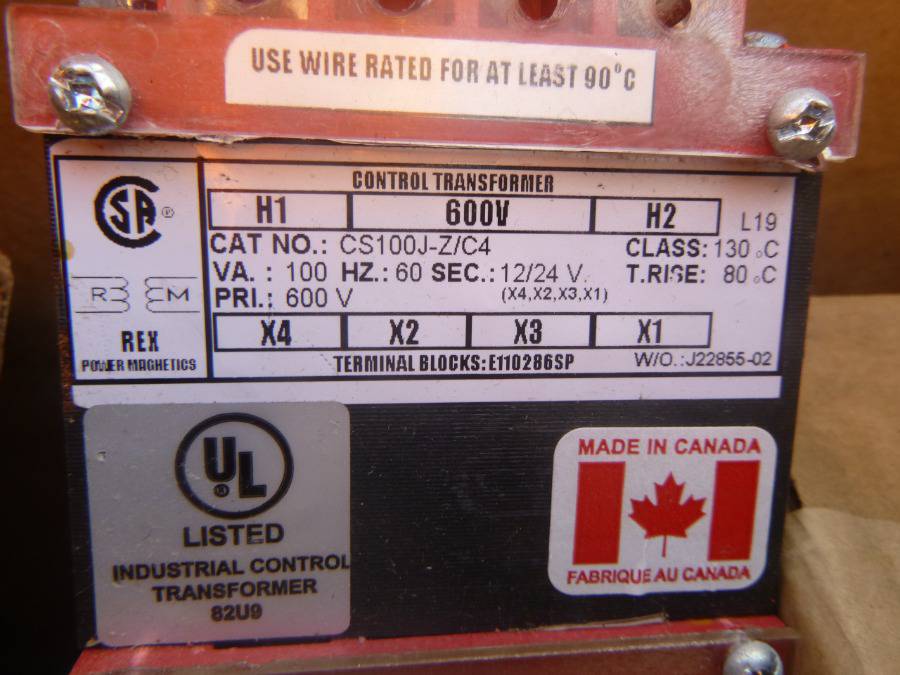 USE WIRE RATED FOR AT LEAST 90°C
CSA ®
CONTROL TRANSFORMER
H1 600V H2 L19
CAT NO.: CS100J-Z/C4 CLASS: 130 °C
VA. : 100 HZ.: 60 SEC.: 12/24 V. T.RISE: 80 °C
PRI.: 600 V (X4,X2,X3,X1)
R M
REX
POWER MAGNETICS
X4 X2 X3 X1
TERMINAL BLOCKS:E110286SP W/O.:J22855-02
UL ®
LISTED
INDUSTRIAL CONTROL
TRANSFORMER
82U9
MADE IN CANADA
FABRIQUE AU CANADA